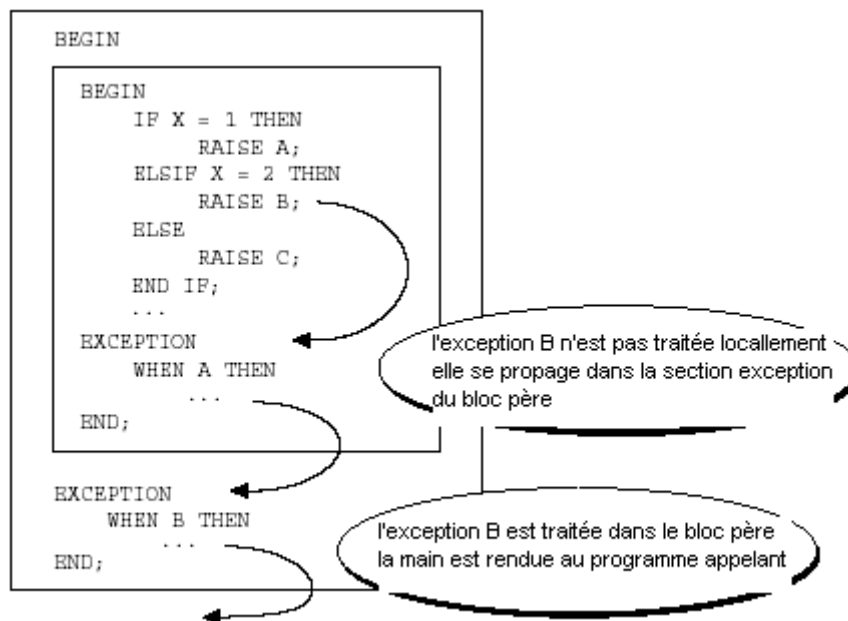 BEGIN
BEGIN
IF X = 1 THEN
RAISE A;
ELSIF X = 2 THEN
RAISE B;
ELSE
RAISE C;
END IF;
...
EXCEPTION
WHEN A THEN
...
END;
l'exception B n'est pas traitée locallement
elle se propage dans la section exception
du bloc père
EXCEPTION
WHEN B THEN
...
END;
l'exception B est traitée dans le bloc père
la main est rendue au programme appelant